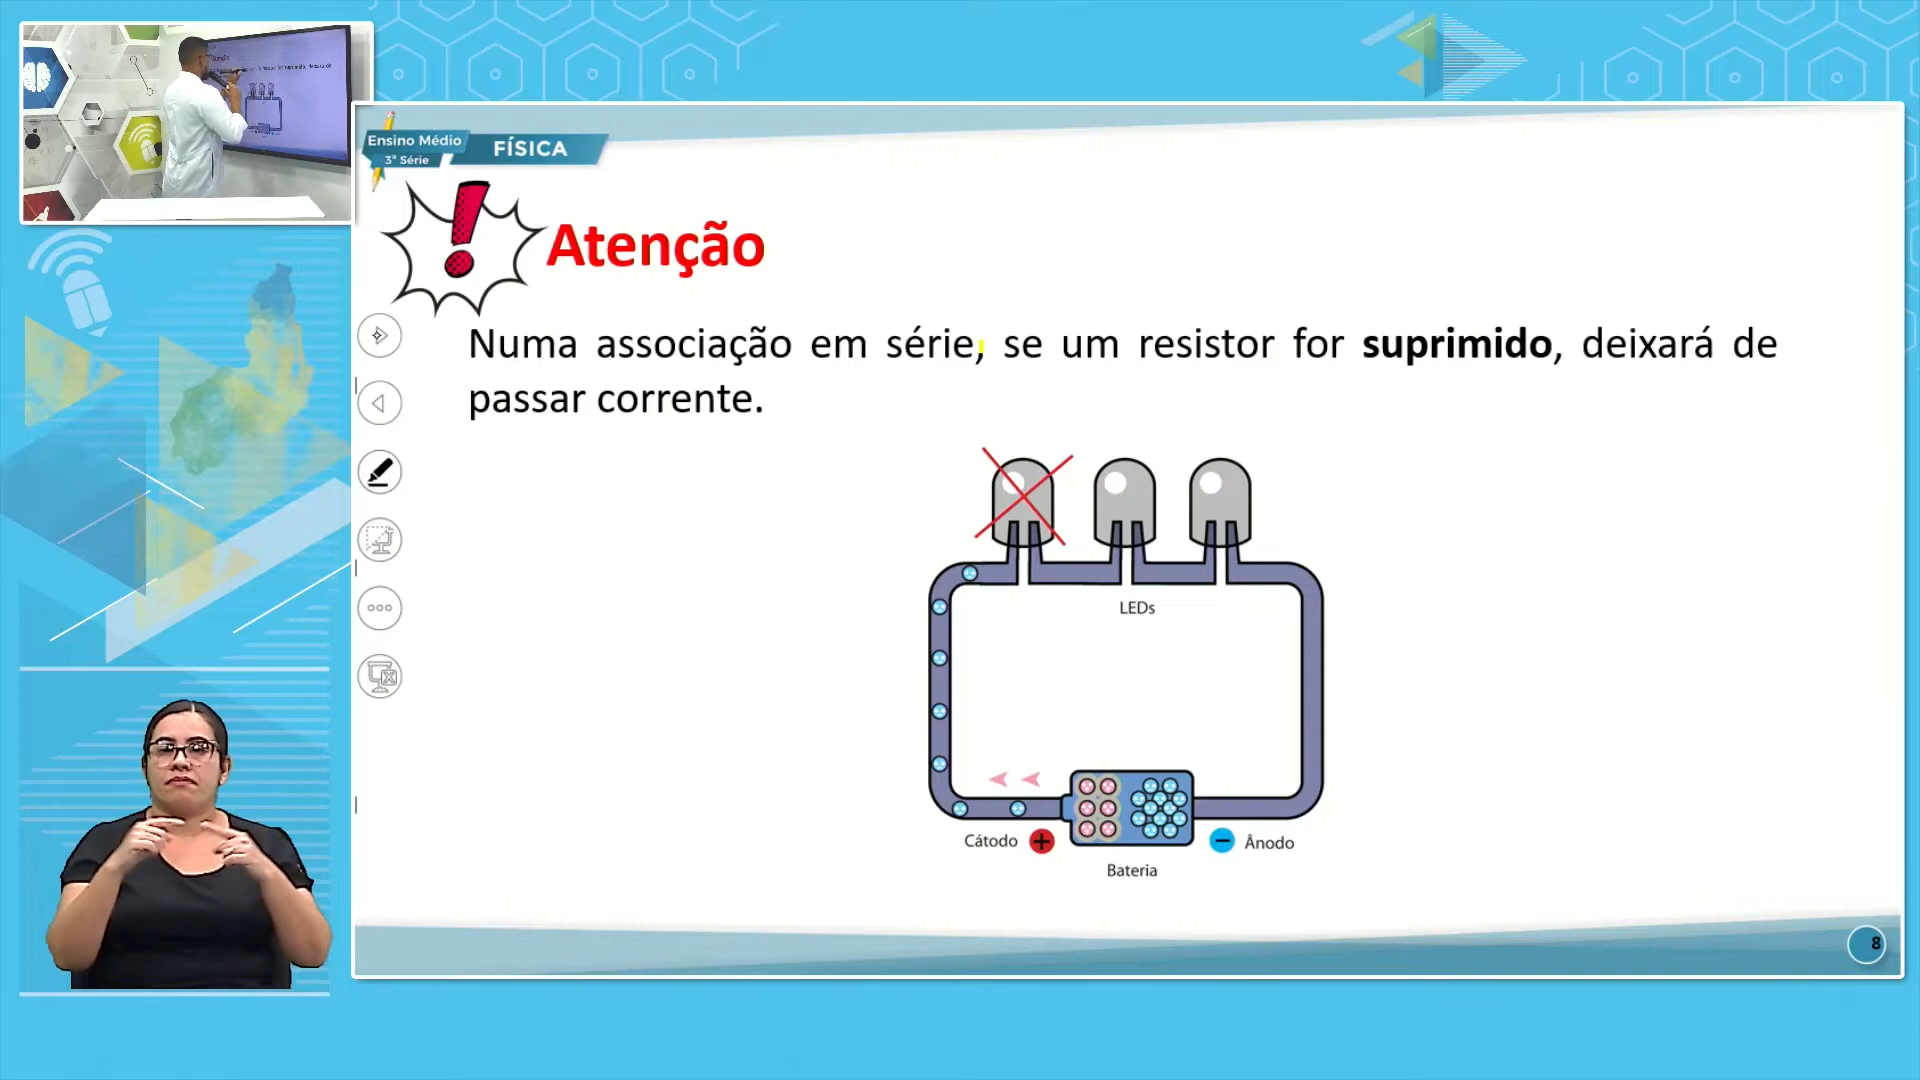 Ensino Médio
3ª Série
FÍSICA
Atenção
Numa associação em série, se um resistor for suprimido, deixará de
passar corrente.
LEDs
Cátodo
+
−
Ânodo
Bateria
8